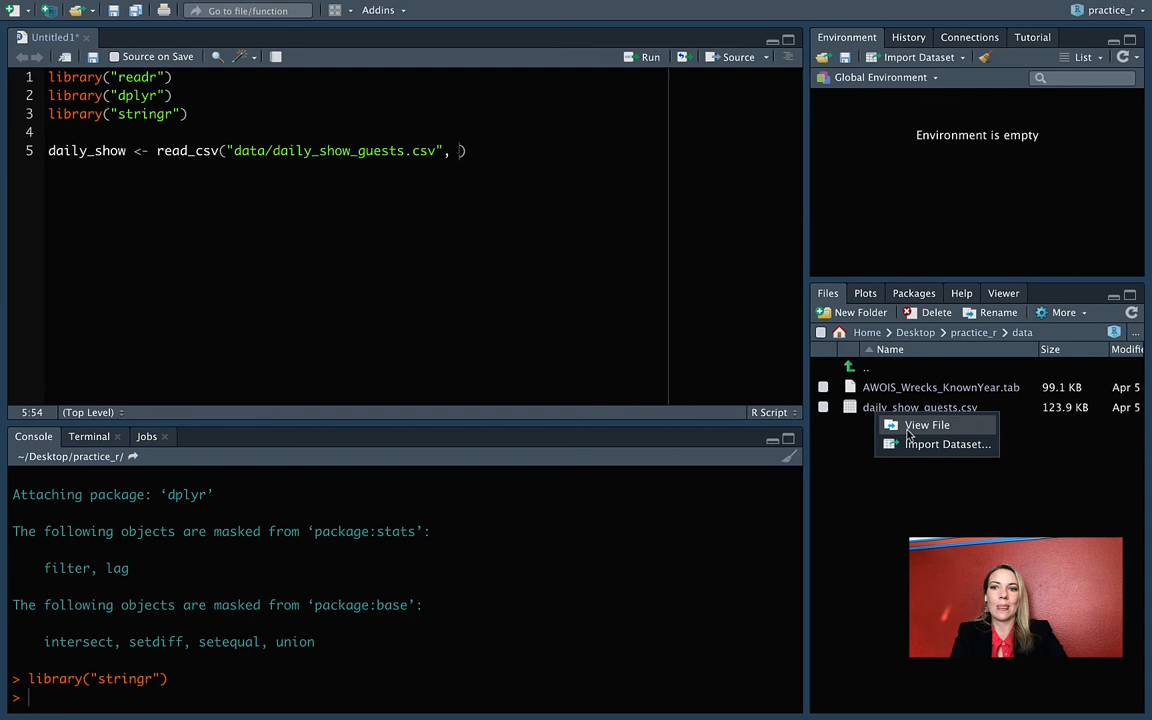 Go to file/function
Addins
practice_r
Untitled1*
Source on Save
Run
Source
1 library("readr")
2 library("dplyr")
3 library("stringr")
4
5 daily_show <- read_csv("data/daily_show_guests.csv", )
5:54
(Top Level)
R Script
Console
Terminal
Jobs
~/Desktop/practice_r/
Attaching package: ‘dplyr’
The following objects are masked from ‘package:stats’:
filter, lag
The following objects are masked from ‘package:base’:
intersect, setdiff, setequal, union
> library("stringr")
>
Environment
History
Connections
Tutorial
Import Dataset
List
Global Environment
Environment is empty
Files
Plots
Packages
Help
Viewer
New Folder
Delete
Rename
More
Home
Desktop
practice_r
data
...
Name
Size
Modifi
..
AWOIS_Wrecks_KnownYear.tab
99.1 KB
Apr 5
daily_show_guests.csv
123.9 KB
Apr 5
View File
Import Dataset...